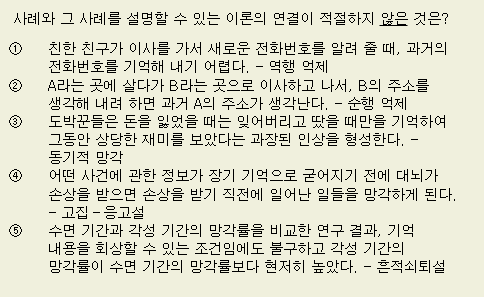 사례와 그 사례를 설명할 수 있는 이론의 연결이 적절하지 않은 것은?
① 친한 친구가 이사를 가서 새로운 전화번호를 알려 줄 때, 과거의
전화번호를 기억해 내기 어렵다. - 역행 억제
② A라는 곳에 살다가 B라는 곳으로 이사하고 나서, B의 주소를
생각해 내려 하면 과거 A의 주소가 생각난다. - 순행 억제
③ 도박꾼들은 돈을 잃었을 때는 잊어버리고 땄을 때만을 기억하여
그동안 상당한 재미를 보았다는 과장된 인상을 형성한다. -
동기적 망각
④ 어떤 사건에 관한 정보가 장기 기억으로 굳어지기 전에 대뇌가
손상을 받으면 손상을 받기 직전에 일어난 일들을 망각하게 된다.
- 고집-응고설
⑤ 수면 기간과 각성 기간의 망각률을 비교한 연구 결과, 기억
내용을 회상할 수 있는 조건임에도 불구하고 각성 기간의
망각률이 수면 기간의 망각률보다 현저히 높았다. - 흔적쇠퇴설